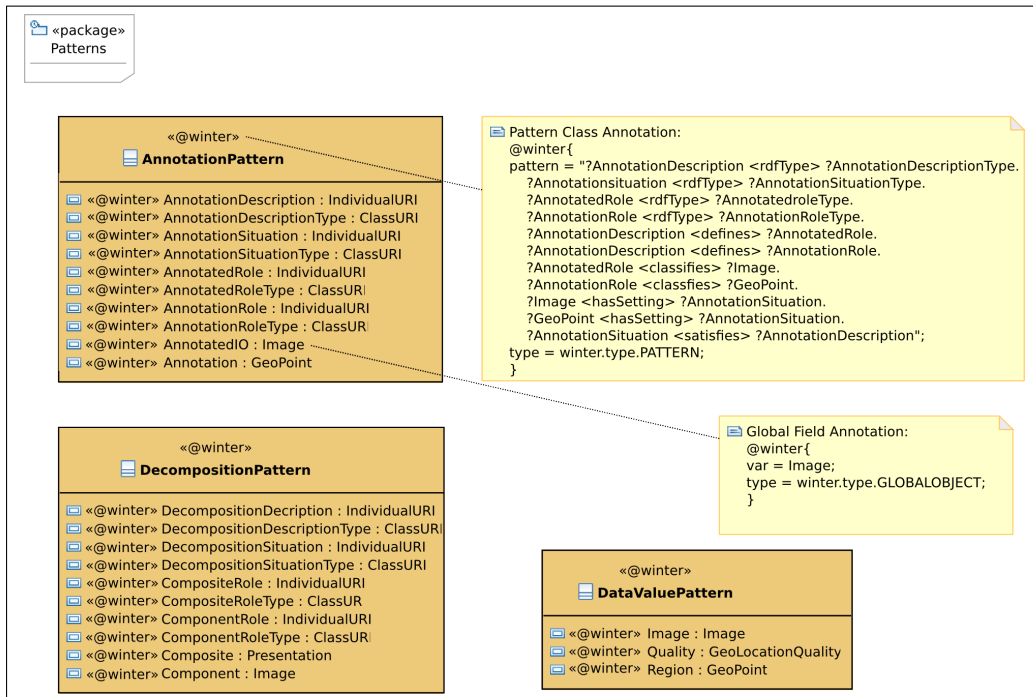 «package»
Patterns
«@winter»
AnnotationPattern
«@winter» AnnotationDescription : IndividualURI
«@winter» AnnotationDescriptionType : ClassURI
«@winter» AnnotationSituation : IndividualURI
«@winter» AnnotationSituationType : ClassURI
«@winter» AnnotatedRole : IndividualURI
«@winter» AnnotatedRoleType : ClassURI
«@winter» AnnotationRole : IndividualURI
«@winter» AnnotationRoleType : ClassURI
«@winter» AnnotatedIO : Image
«@winter» Annotation : GeoPoint
Pattern Class Annotation:
@winter{
pattern = "?AnnotationDescription <rdfType> ?AnnotationDescriptionType.
?Annotationsituation <rdfType> ?AnnotationSituationType.
?AnnotatedRole <rdfType> ?AnnotatedroleType.
?AnnotationRole <rdfType> ?AnnotationRoleType.
?AnnotationDescription <defines> ?AnnotatedRole.
?AnnotationDescription <defines> ?AnnotationRole.
?AnnotatedRole <classifies> ?Image.
?AnnotationRole <classfies> ?GeoPoint.
?Image <hasSetting> ?AnnotationSituation.
?GeoPoint <hasSetting> ?AnnotationSituation.
?AnnotationSituation <satisfies> ?AnnotationDescription";
type = winter.type.PATTERN;
}
Global Field Annotation:
@winter{
var = Image;
type = winter.type.GLOBALOBJECT;
}
«@winter»
DecompositionPattern
«@winter» DecompositionDecription : IndividualURI
«@winter» DecompositionDescriptionType : ClassURI
«@winter» DecompositionSituation : IndividualURI
«@winter» DecompositionSituationType : ClassURI
«@winter» CompositeRole : IndividualURI
«@winter» CompositeRoleType : ClassUR
«@winter» ComponentRole : IndividualURI
«@winter» ComponentRoleType : ClassURI
«@winter» Composite : Presentation
«@winter» Component : Image
«@winter»
DataValuePattern
«@winter» Image : Image
«@winter» Quality : GeoLocationQuality
«@winter» Region : GeoPoint